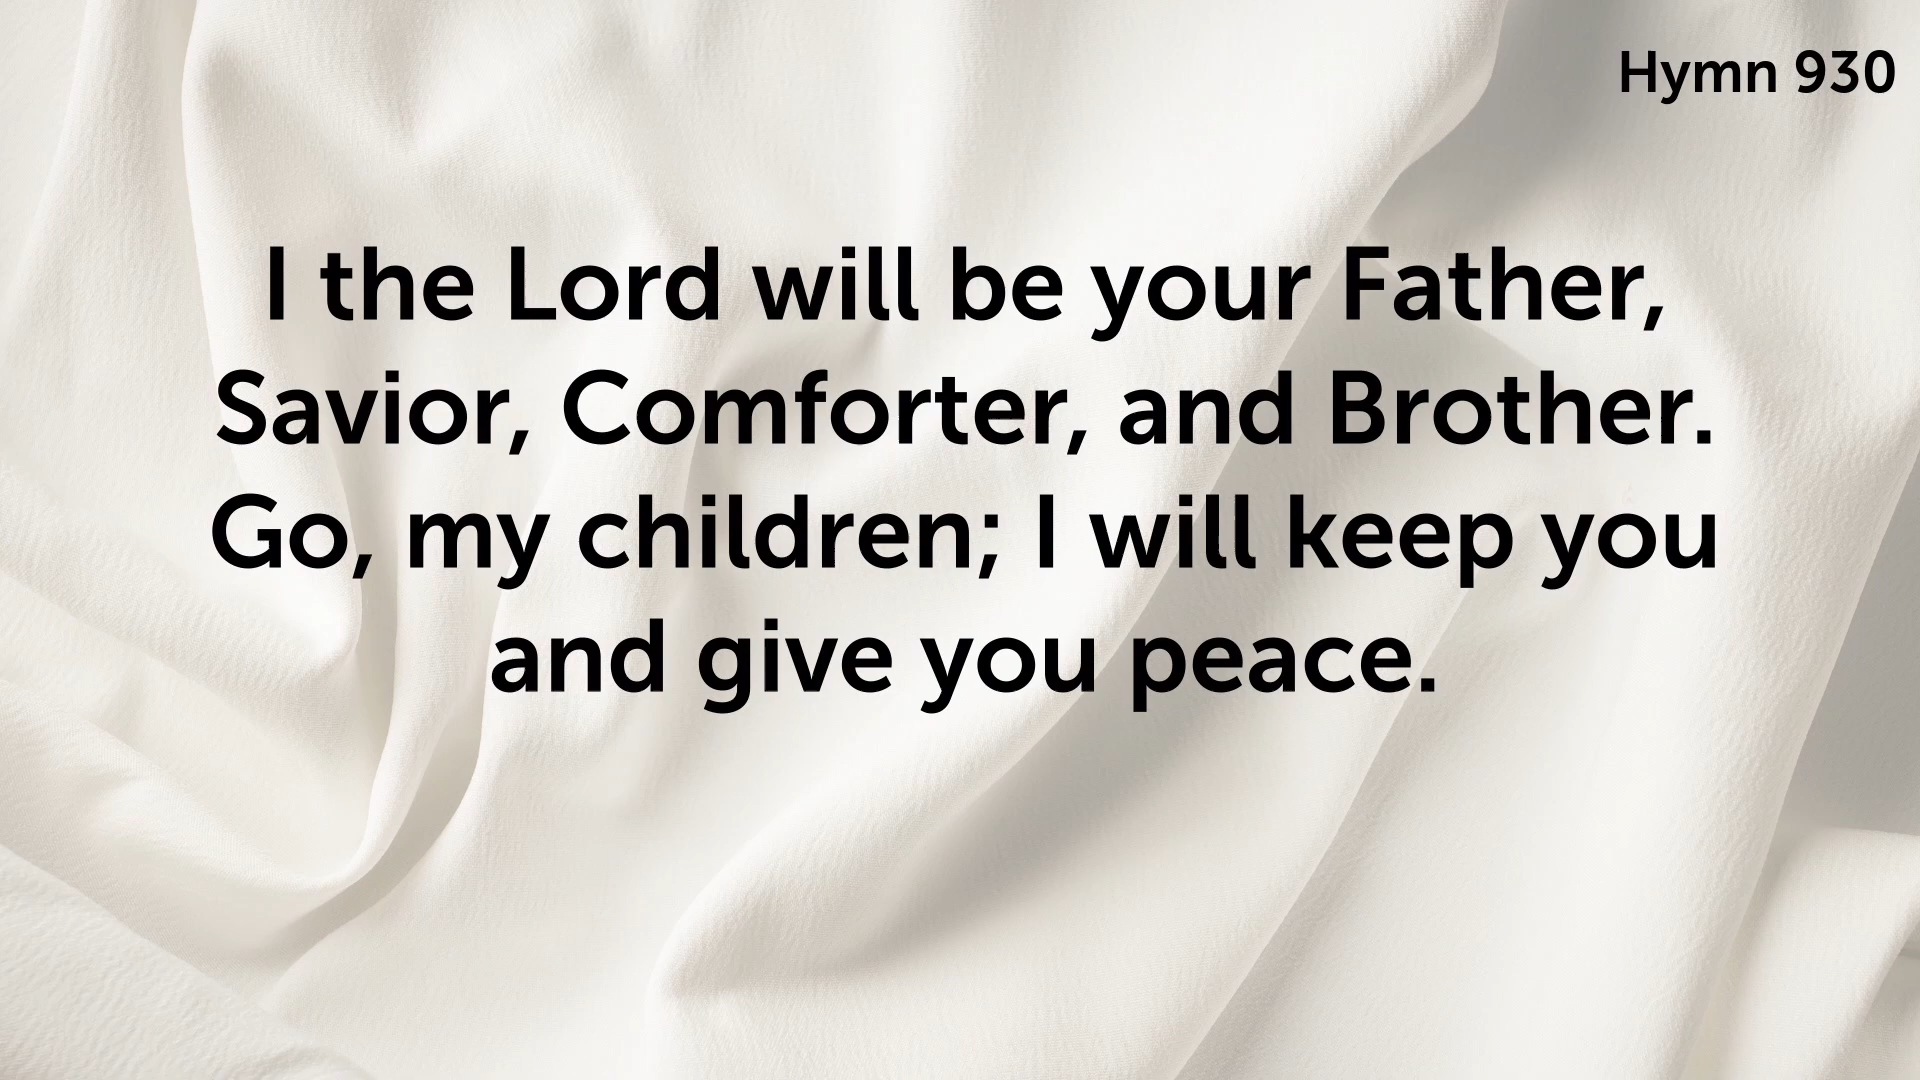 Hymn 930
I the Lord will be your Father,
Savior, Comforter, and Brother.
Go, my children; I will keep you
and give you peace.